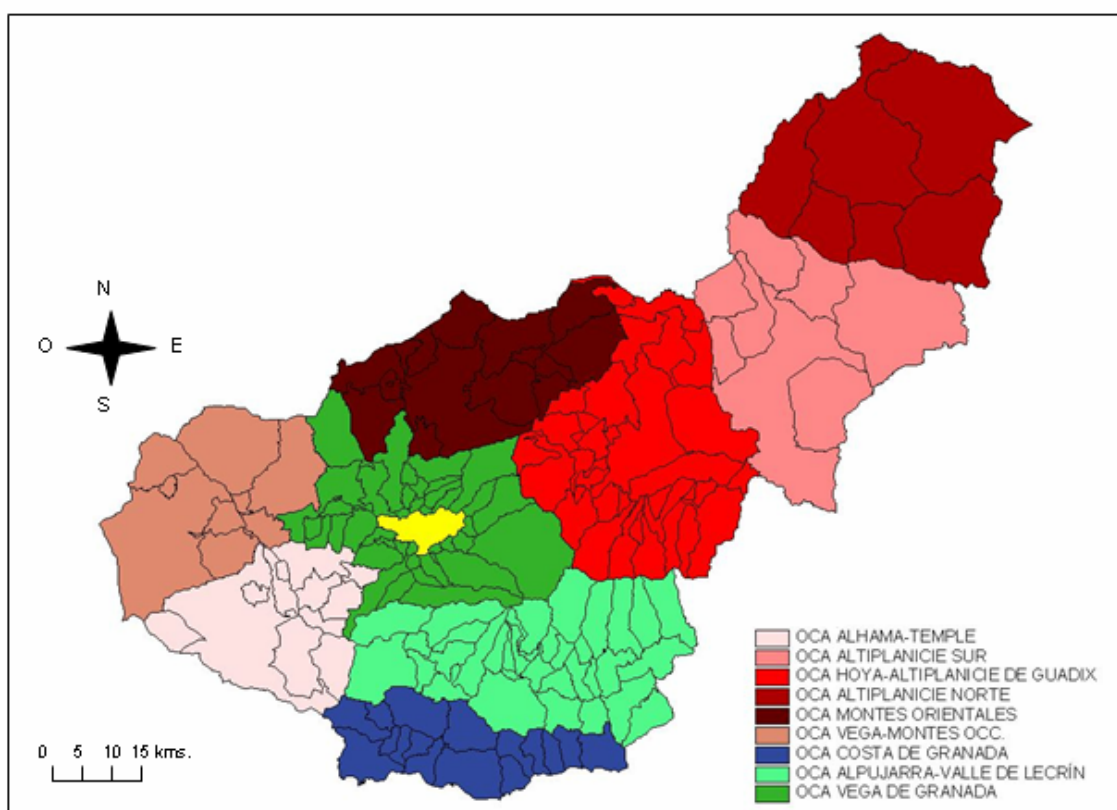 N
O E
S
0 5 10 15 kms.
OCA ALHAMA-TEMPLE
OCA ALTIPLANICIE SUR
OCA HOYA-ALTIPLANICIE DE GUADIX
OCA ALTIPLANICIE NORTE
OCA MONTES ORIENTALES
OCA VEGA-MONTES OCC.
OCA COSTA DE GRANADA
OCA ALPUJARRA-VALLE DE LECRÍN
OCA VEGA DE GRANADA